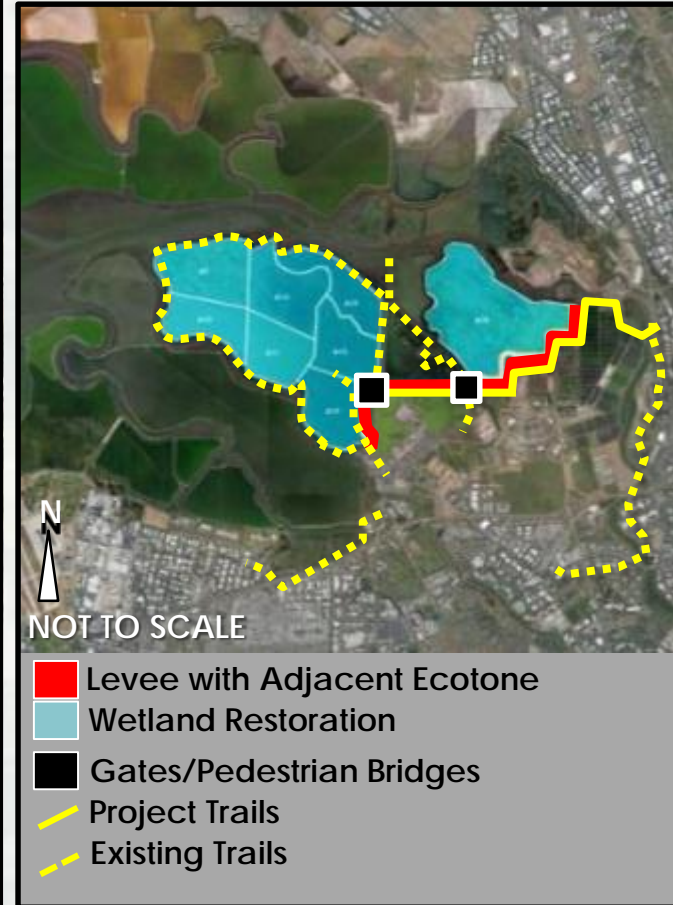 N
NOT TO SCALE
Levee with Adjacent Ecotone
Wetland Restoration
Gates/Pedestrian Bridges
Project Trails
Existing Trails